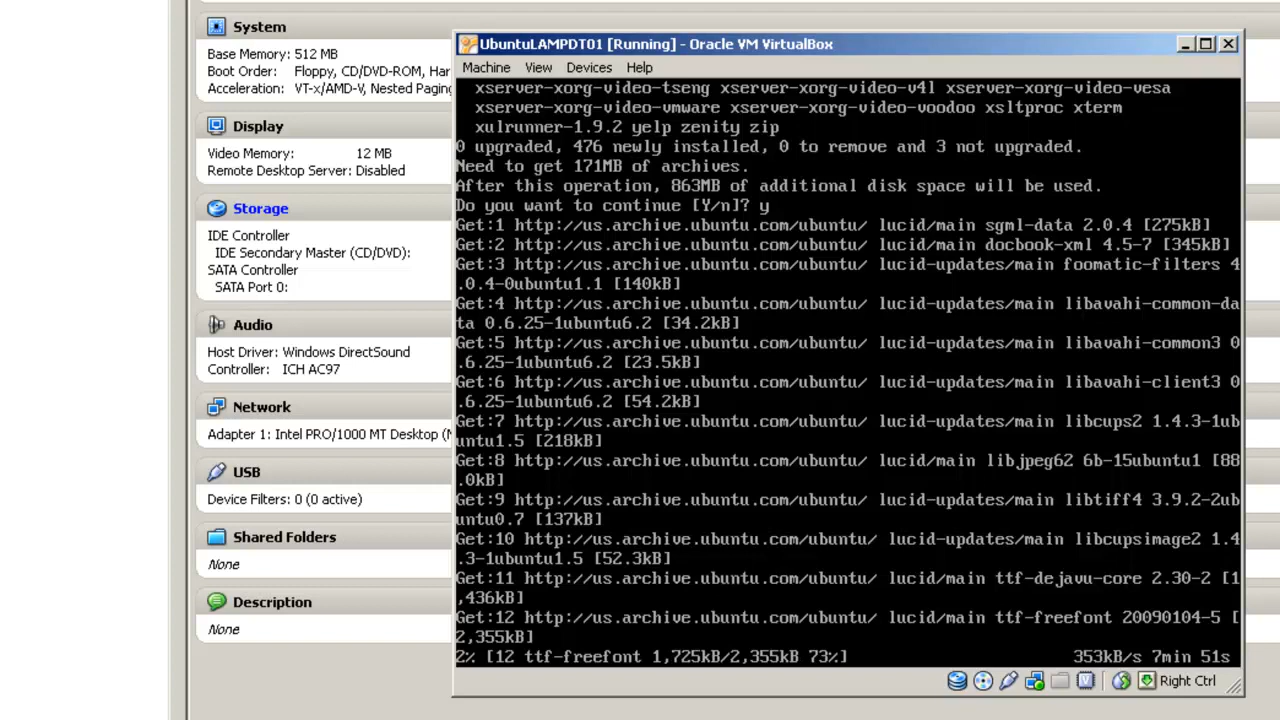 System
Base Memory: 512 MB
Boot Order: Floppy, CD/DVD-ROM, Har
Acceleration: VT-x/AMD-V, Nested Paging
Display
Video Memory: 12 MB
Remote Desktop Server: Disabled
Storage
IDE Controller
IDE Secondary Master (CD/DVD):
SATA Controller
SATA Port 0:
Audio
Host Driver: Windows DirectSound
Controller: ICH AC97
Network
Adapter 1: Intel PRO/1000 MT Desktop (
USB
Device Filters: 0 (0 active)
Shared Folders
None
Description
None
UbuntuLAMPDT01 [Running] - Oracle VM VirtualBox
Machine View Devices Help
xserver-xorg-video-tseng xserver-xorg-video-v4l xserver-xorg-video-vesa
xserver-xorg-video-vmware xserver-xorg-video-voodoo xsltproc xterm
xulrunner-1.9.2 yelp zenity zip
0 upgraded, 476 newly installed, 0 to remove and 3 not upgraded.
Need to get 171MB of archives.
After this operation, 863MB of additional disk space will be used.
Do you want to continue [Y/n]? y
Get:1 http://us.archive.ubuntu.com/ubuntu/ lucid/main sgml-data 2.0.4 [275kB]
Get:2 http://us.archive.ubuntu.com/ubuntu/ lucid/main docbook-xml 4.5-7 [345kB]
Get:3 http://us.archive.ubuntu.com/ubuntu/ lucid-updates/main foomatic-filters 4
.0.4-0ubuntu1.1 [140kB]
Get:4 http://us.archive.ubuntu.com/ubuntu/ lucid-updates/main libavahi-common-da
ta 0.6.25-1ubuntu6.2 [34.2kB]
Get:5 http://us.archive.ubuntu.com/ubuntu/ lucid-updates/main libavahi-common3 0
.6.25-1ubuntu6.2 [23.5kB]
Get:6 http://us.archive.ubuntu.com/ubuntu/ lucid-updates/main libavahi-client3 0
.6.25-1ubuntu6.2 [54.2kB]
Get:7 http://us.archive.ubuntu.com/ubuntu/ lucid-updates/main libcups2 1.4.3-1ub
untu1.5 [218kB]
Get:8 http://us.archive.ubuntu.com/ubuntu/ lucid/main libjpeg62 6b-15ubuntu1 [88
.0kB]
Get:9 http://us.archive.ubuntu.com/ubuntu/ lucid-updates/main libtiff4 3.9.2-2ub
untu0.7 [137kB]
Get:10 http://us.archive.ubuntu.com/ubuntu/ lucid-updates/main libcupsimage2 1.4
.3-1ubuntu1.5 [52.3kB]
Get:11 http://us.archive.ubuntu.com/ubuntu/ lucid/main ttf-dejavu-core 2.30-2 [1
,436kB]
Get:12 http://us.archive.ubuntu.com/ubuntu/ lucid/main ttf-freefont 20090104-5 [
2,355kB]
2% [12 ttf-freefont 1,725kB/2,355kB 73%] 353kB/s 7min 51s
Right Ctrl